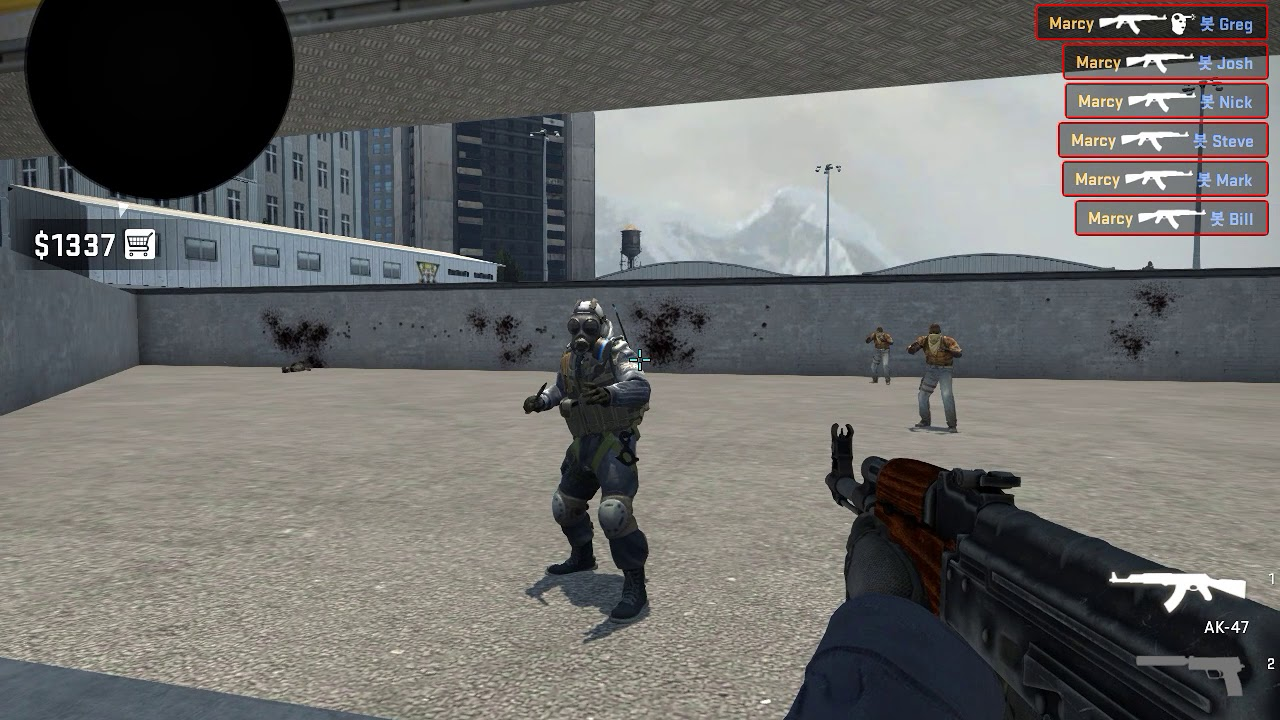 Marcy 봇 Greg
Marcy 봇 Josh
Marcy 봇 Nick
Marcy 봇 Steve
Marcy 봇 Mark
Marcy 봇 Bill
$1337
1
AK-47
2